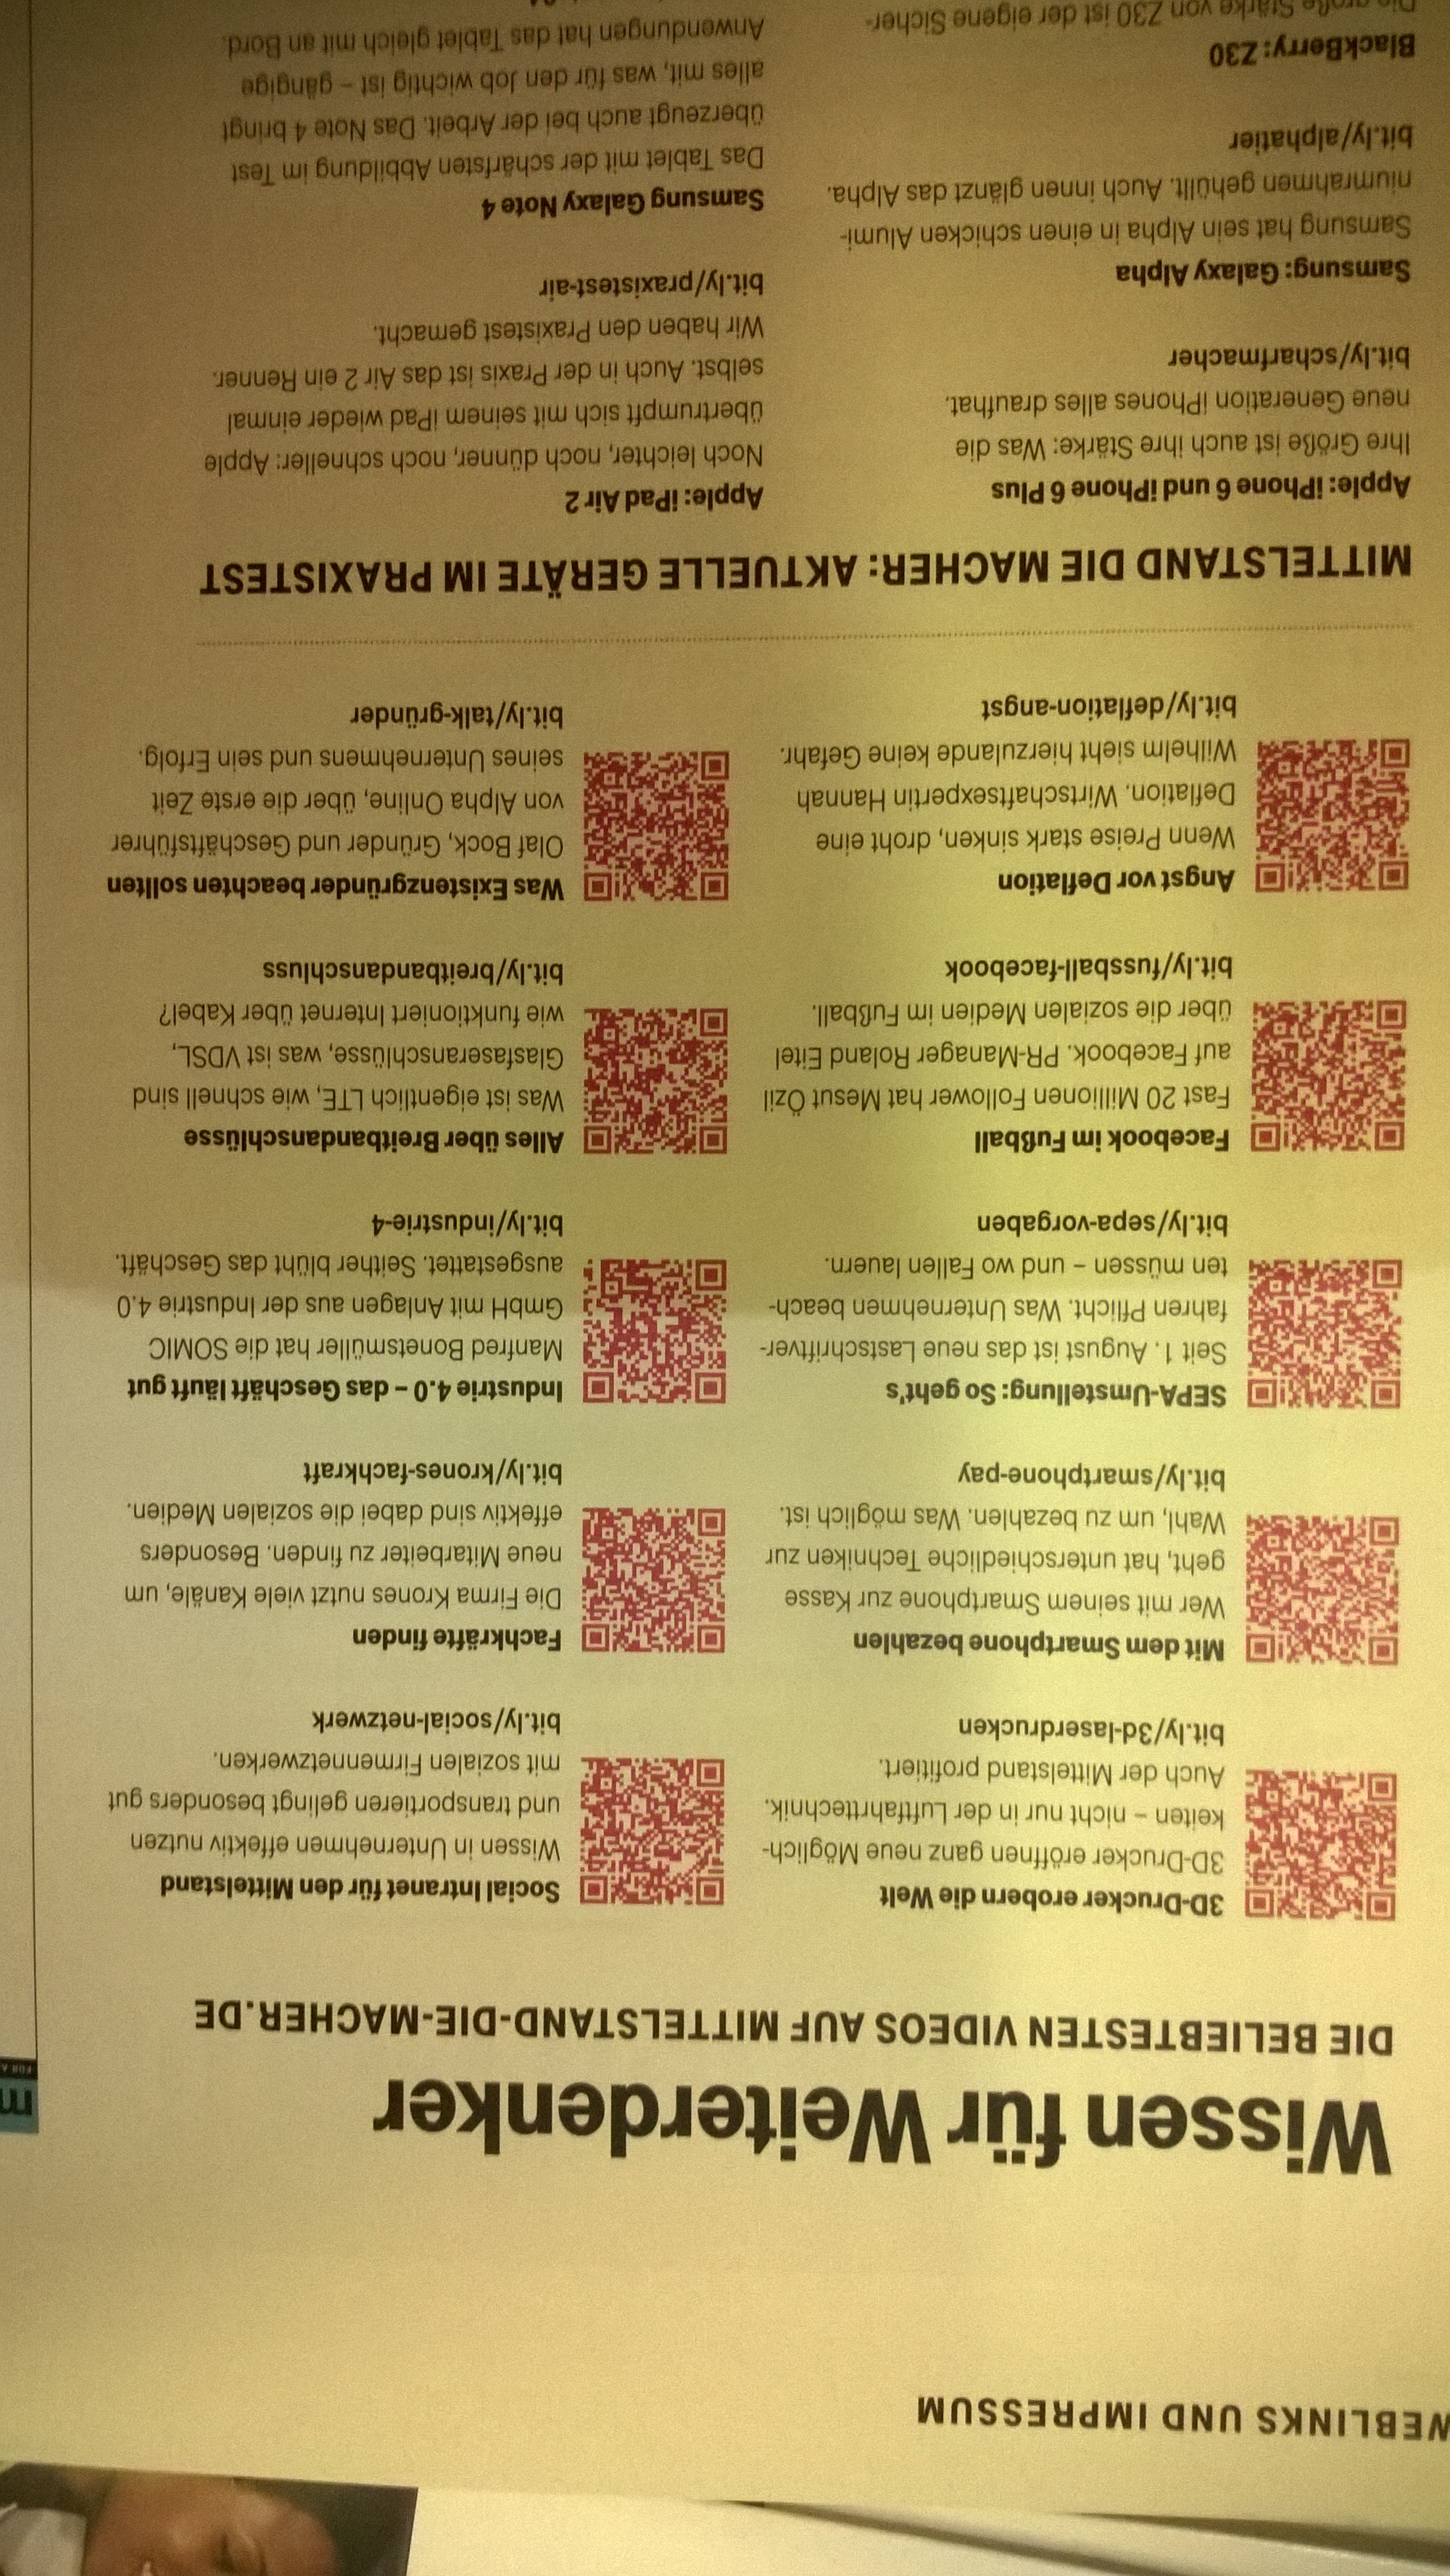 WEBLINKS UND IMPRESSUM
Wissen für Weiterdenker
DIE BELIEBTESTEN VIDEOS AUF MITTELSTAND-DIE-MACHER.DE
3D-Drucker erobern die Welt
3D-Drucker eröffnen ganz neue Möglich-
keiten – nicht nur in der Luftfahrttechnik.
Auch der Mittelstand profitiert.
bit.ly/3d-laserdrucken
Mit dem Smartphone bezahlen
Wer mit seinem Smartphone zur Kasse
geht, hat unterschiedliche Techniken zur
Wahl, um zu bezahlen. Was möglich ist.
bit.ly/smartphone-pay
SEPA-Umstellung: So geht's
Seit 1. August ist das neue Lastschriftver-
fahren Pflicht. Was Unternehmen beach-
ten müssen – und wo Fallen lauern.
bit.ly/sepa-vorgaben
Facebook im Fußball
Fast 20 Millionen Follower hat Mesut Özil
auf Facebook. PR-Manager Roland Eitel
über die sozialen Medien im Fußball.
bit.ly/fussball-facebook
Angst vor Deflation
Wenn Preise stark sinken, droht eine
Deflation. Wirtschaftsexpertin Hannah
Wilhelm sieht hierzulande keine Gefahr.
bit.ly/deflation-angst
Social Intranet für den Mittelstand
Wissen in Unternehmen effektiv nutzen
und transportieren gelingt besonders gut
mit sozialen Firmennetzwerken.
bit.ly/social-netzwerk
Fachkräfte finden
Die Firma Krones nutzt viele Kanäle, um
neue Mitarbeiter zu finden. Besonders
effektiv sind dabei die sozialen Medien.
bit.ly/krones-fachkraft
Industrie 4.0 – das Geschäft läuft gut
Manfred Bonetsmüller hat die SOMIC
GmbH mit Anlagen aus der Industrie 4.0
ausgestattet. Seither blüht das Geschäft.
bit.ly/industrie-4
Alles über Breitbandanschlüsse
Was ist eigentlich LTE, wie schnell sind
Glasfaseranschlüsse, was ist VDSL,
wie funktioniert Internet über Kabel?
bit.ly/breitbandanschluss
Was Existenzgründer beachten sollten
Olaf Bock, Gründer und Geschäftsführer
von Alpha Online, über die erste Zeit
seines Unternehmens und sein Erfolg.
bit.ly/talk-gründer
MITTELSTAND DIE MACHER: AKTUELLE GERÄTE IM PRAXISTEST
Apple: iPhone 6 und iPhone 6 Plus
Ihre Größe ist auch ihre Stärke: Was die
neue Generation iPhones alles draufhat.
bit.ly/scharfmacher
Samsung: Galaxy Alpha
Samsung hat sein Alpha in einen schicken Alumi-
niumrahmen gehüllt. Auch innen glänzt das Alpha.
bit.ly/alphatier
BlackBerry: Z30
Die große Stärke von Z30 ist der eigene Sicher-
Apple: iPad Air 2
Noch leichter, noch dünner, noch schneller: Apple
übertrumpft sich mit seinem iPad wieder einmal
selbst. Auch in der Praxis ist das Air 2 ein Renner.
Wir haben den Praxistest gemacht.
bit.ly/praxistest-air
Samsung Galaxy Note 4
Das Tablet mit der schärfsten Abbildung im Test
überzeugt auch bei der Arbeit. Das Note 4 bringt
alles mit, was für den Job wichtig ist – gängige
Anwendungen hat das Tablet gleich mit an Bord.
m
FOR A